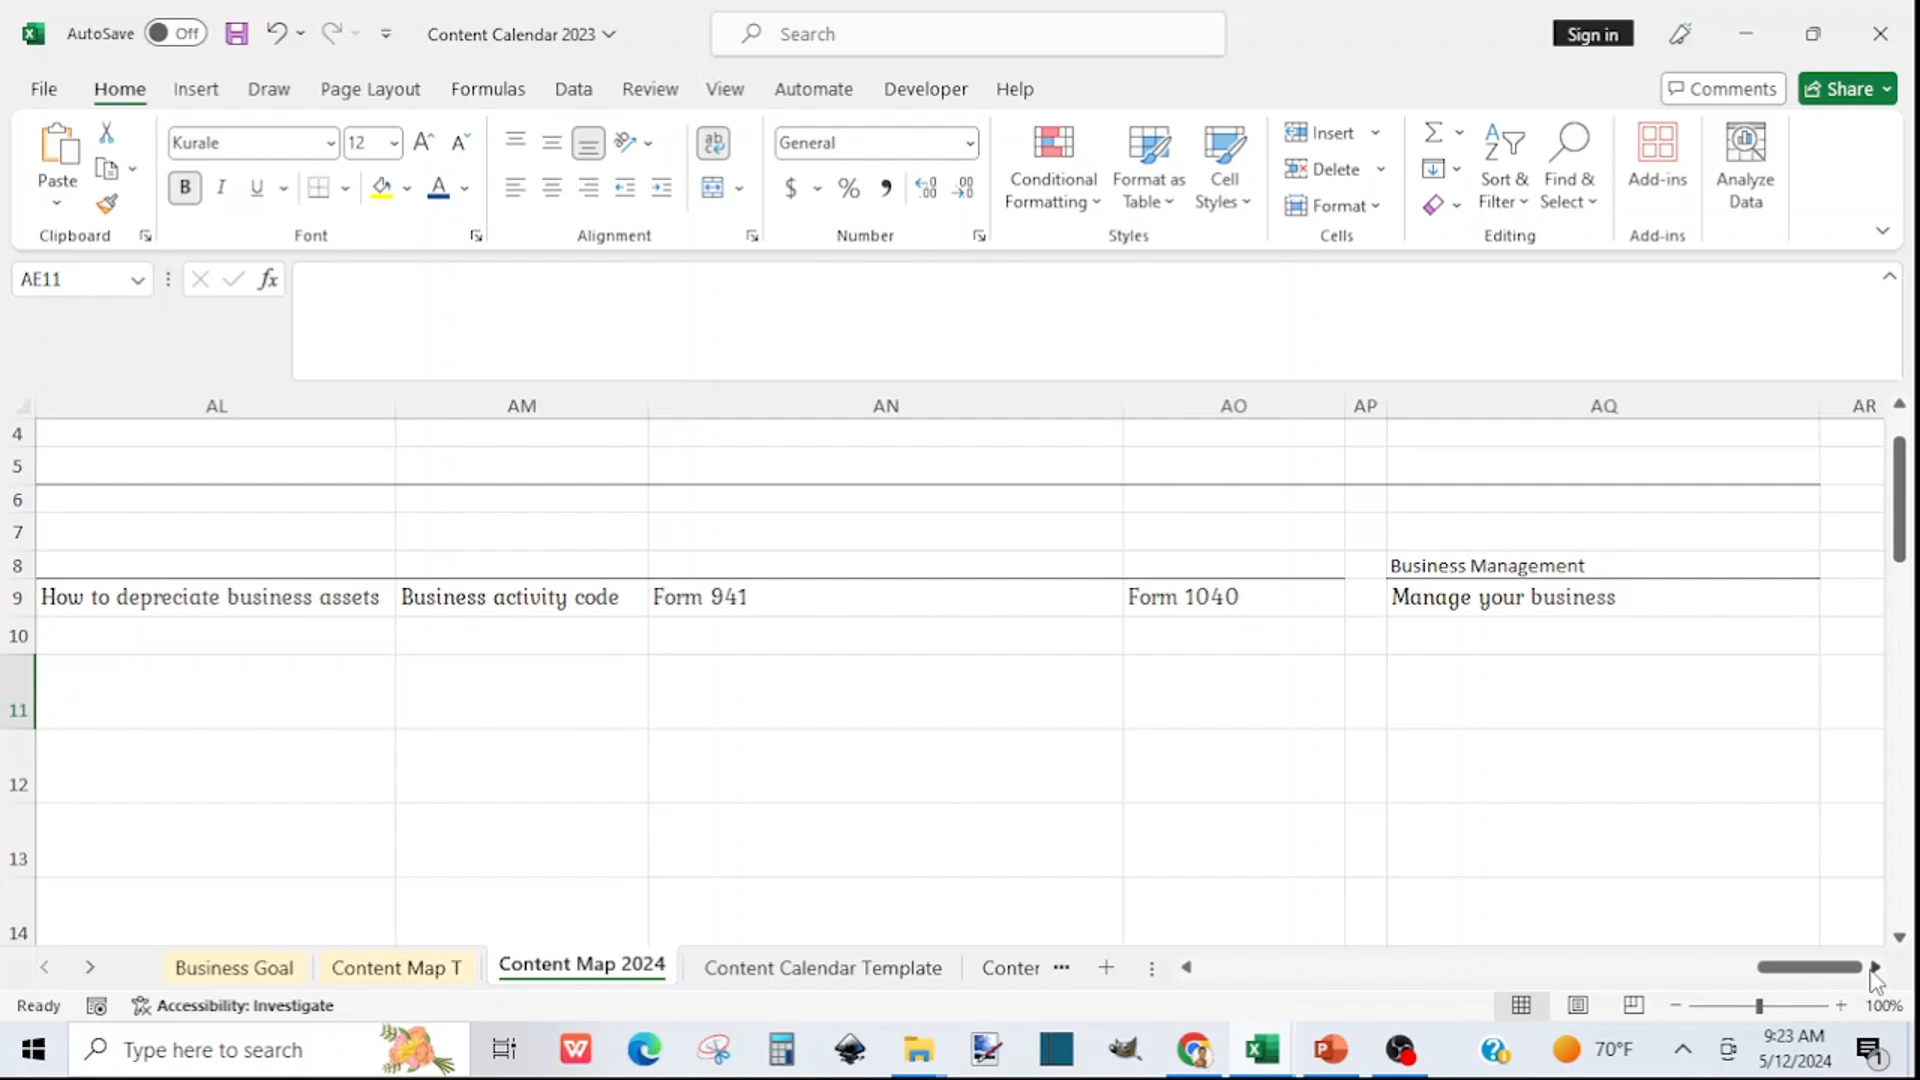 AutoSave Off Content Calendar 2023 Search Sign in
File Home Insert Draw Page Layout Formulas Data Review View Automate Developer Help Comments Share
Paste Kurale 12 General Conditional Formatting Format as Table Cell Styles Insert Delete Format Sort & Filter Find & Select Add-ins Analyze Data
B I U $ %
Clipboard Font Alignment Number Styles Cells Editing Add-ins
AE11 fx
AL AM AN AO AP AQ AR
4
5
6
7
8 Business Management
9 How to depreciate business assets Business activity code Form 941 Form 1040 Manage your business
10
11
12
13
14
Business Goal Content Map T Content Map 2024 Content Calendar Template Conter ...
Ready Accessibility: Investigate 100%
Type here to search 70°F 9:23 AM
5/12/2024 1